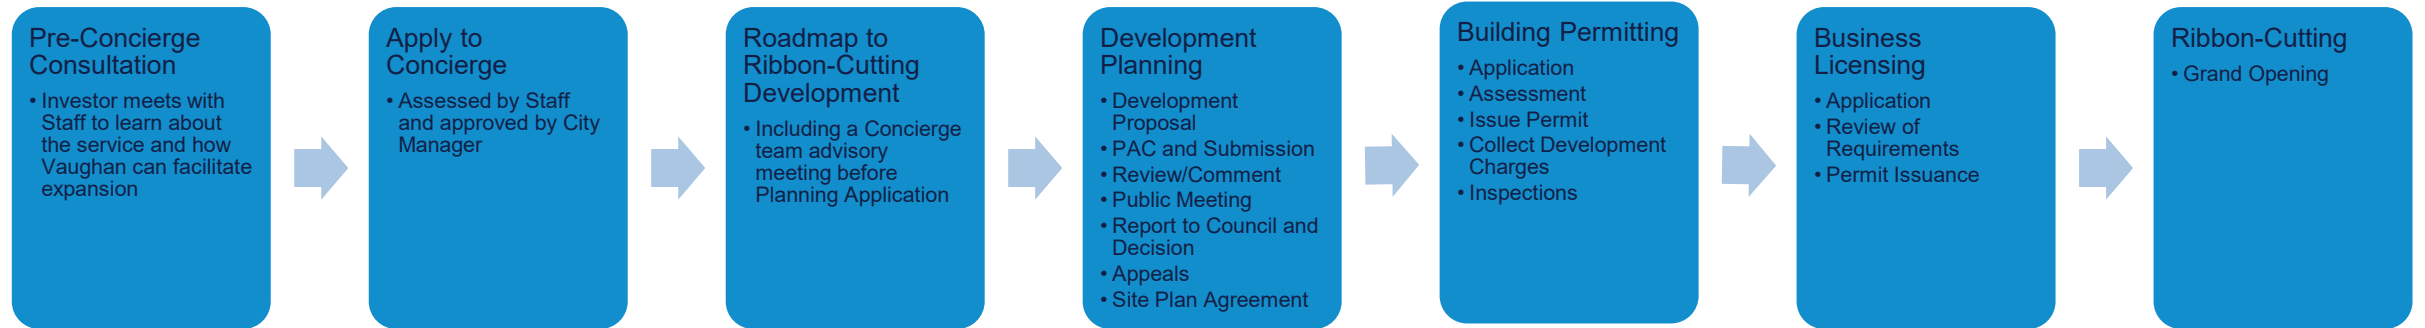 Pre-Concierge
Consultation
• Investor meets with
Staff to learn about
the service and how
Vaughan can facilitate
expansion
Apply to
Concierge
• Assessed by Staff
and approved by City
Manager
Roadmap to
Ribbon-Cutting
Development
• Including a Concierge
team advisory
meeting before
Planning Application
Development
Planning
• Development
Proposal
• PAC and Submission
• Review/Comment
• Public Meeting
• Report to Council and
Decision
• Appeals
• Site Plan Agreement
Building Permitting
• Application
• Assessment
• Issue Permit
• Collect Development
Charges
• Inspections
Business
Licensing
• Application
• Review of
Requirements
• Permit Issuance
Ribbon-Cutting
• Grand Opening